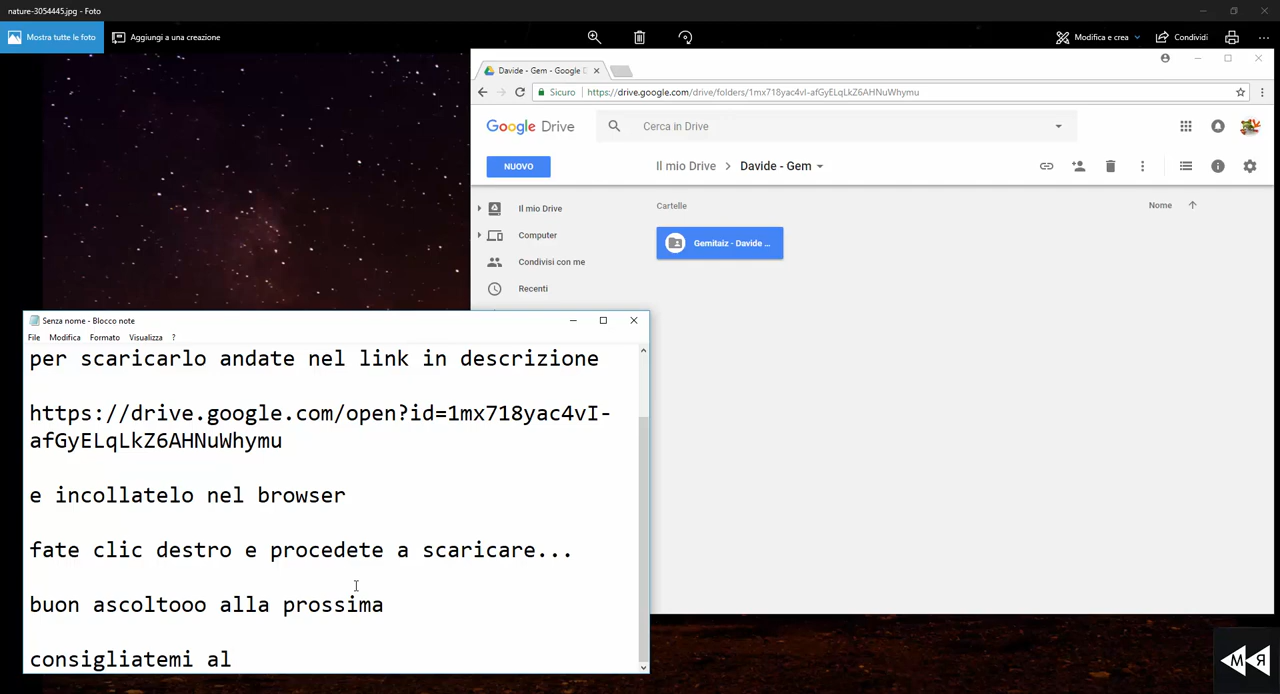 nature-3054445.jpg - Foto
Mostra tutte le foto
Aggiungi a una creazione
Modifica e crea
Condividi
Davide - Gem - Google D
Sicuro
https://drive.google.com/drive/folders/1mx718yac4vI-afGyELqLkZ6AHNuWhymu
Google Drive
Cerca in Drive
NUOVO
Il mio Drive > Davide - Gem
Il mio Drive
Computer
Condivisi con me
Recenti
Cartelle
Nome
Gemitaiz - Davide ...
Senza nome - Blocco note
File Modifica Formato Visualizza ?
per scaricarlo andate nel link in descrizione
https://drive.google.com/open?id=1mx718yac4vI-
afGyELqLkZ6AHNuWhymu
e incollatelo nel browser
fate clic destro e procedete a scaricare...
buon ascoltooo alla prossima
consigliatemi al
MR